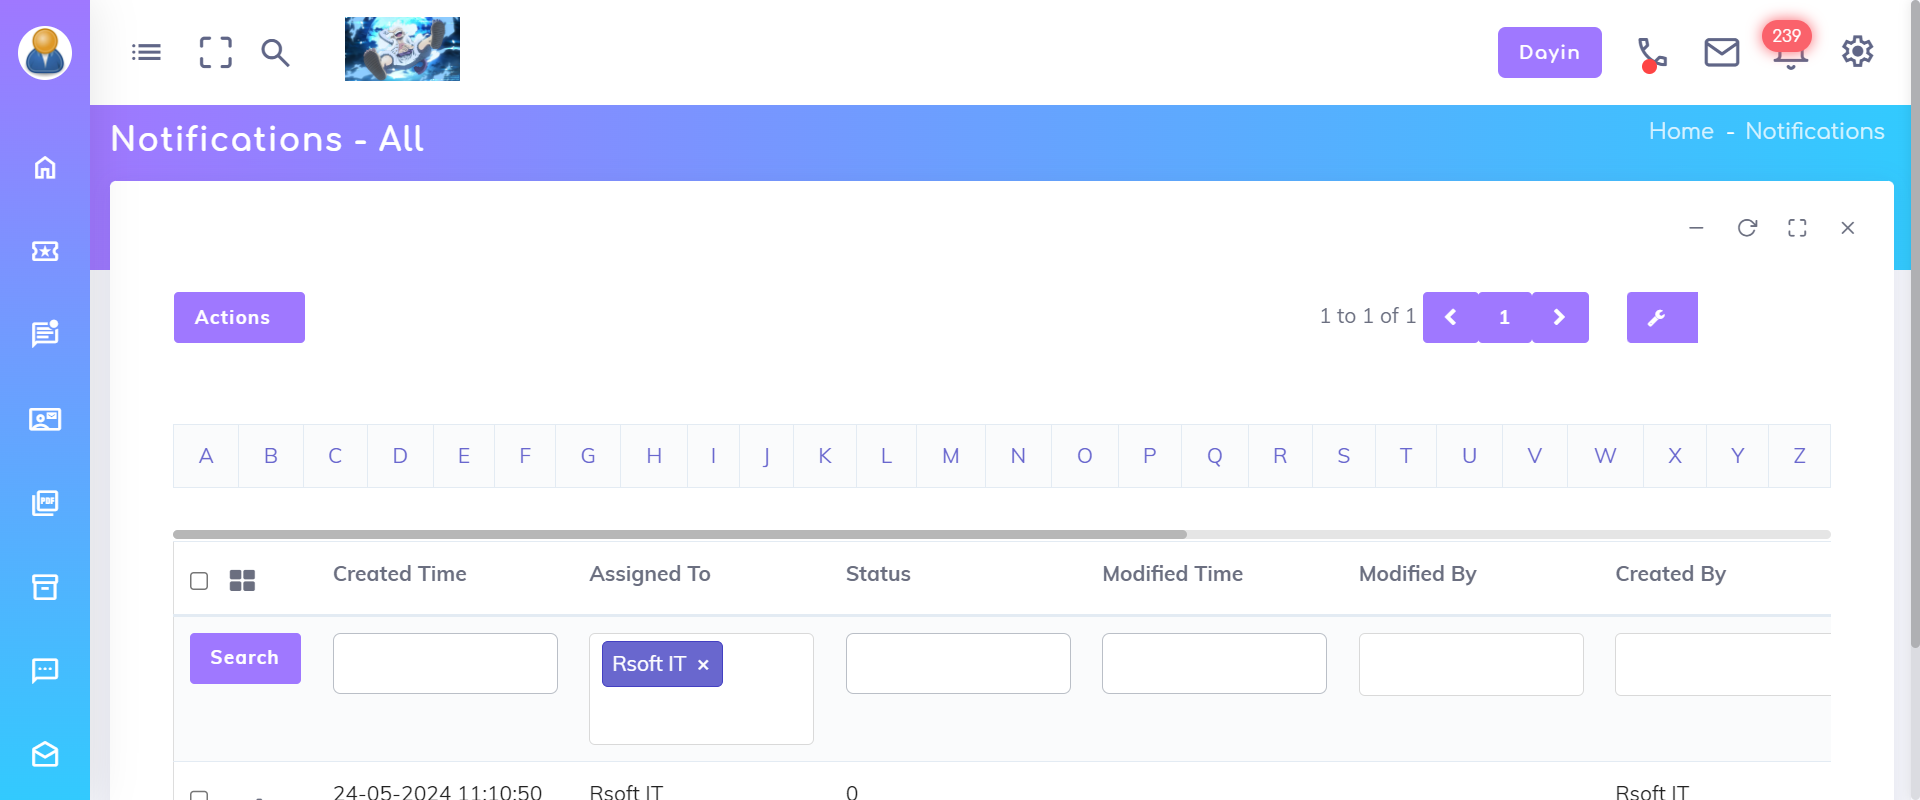 Dayin
239
Notifications - All
Home - Notifications
Actions
1 to 1 of 1
1
A B C D E F G H I J K L M N O P Q R S T U V W X Y Z
Created Time Assigned To Status Modified Time Modified By Created By
Search
Rsoft IT ×
24-05-2024 11:10:50 Rsoft IT 0 Rsoft IT
PDF